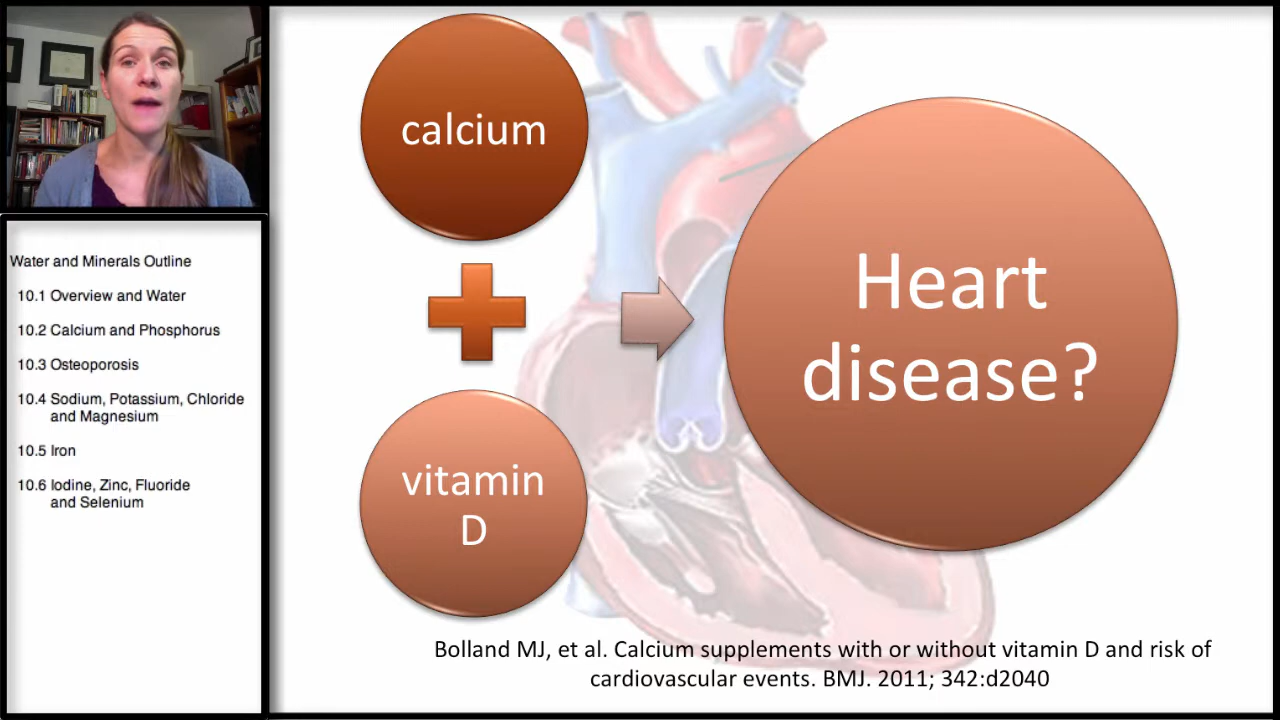 Water and Minerals Outline
10.1 Overview and Water
10.2 Calcium and Phosphorus
10.3 Osteoporosis
10.4 Sodium, Potassium, Chloride
and Magnesium
10.5 Iron
10.6 Iodine, Zinc, Fluoride
and Selenium
calcium
vitamin
D
Heart
disease?
Bolland MJ, et al. Calcium supplements with or without vitamin D and risk of
cardiovascular events. BMJ. 2011; 342:d2040